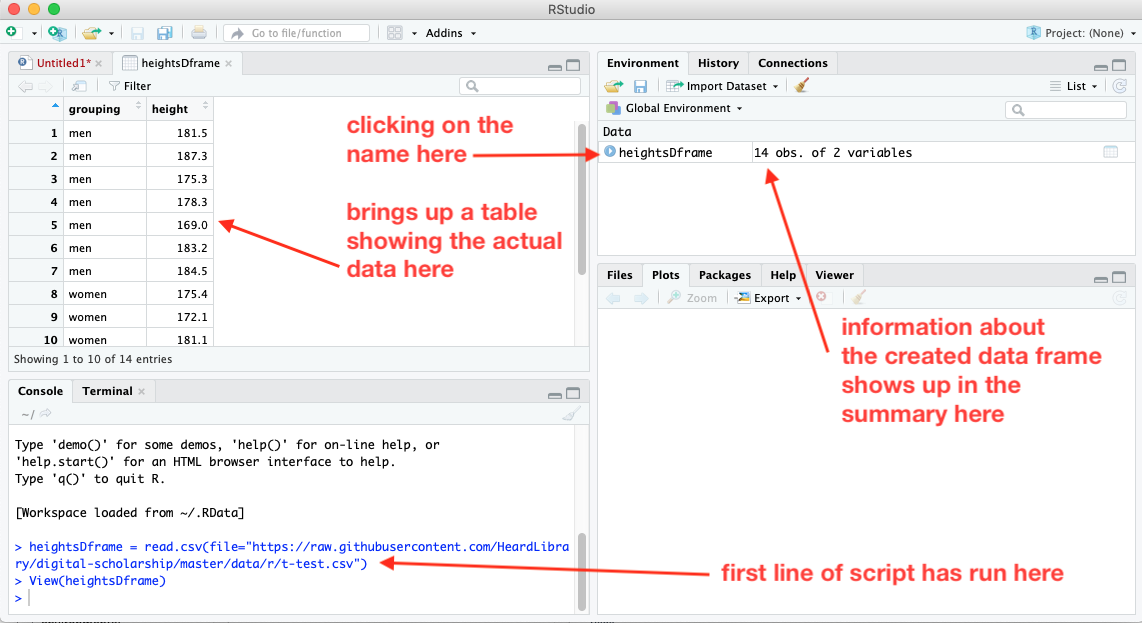 RStudio
Go to file/function
Addins
Project: (None)
Untitled1*
heightsDframe
Filter
grouping height
1 men 181.5
2 men 187.3
3 men 175.3
4 men 178.3
5 men 169.0
6 men 183.2
7 men 184.5
8 women 175.4
9 women 172.1
10 women 181.1
Showing 1 to 10 of 14 entries
clicking on the
name here
brings up a table
showing the actual
data here
Environment History Connections
Import Dataset
List
Global Environment
Data
heightsDframe 14 obs. of 2 variables
Files Plots Packages Help Viewer
Zoom Export
information about
the created data frame
shows up in the
summary here
Console Terminal
~/
Type 'demo()' for some demos, 'help()' for on-line help, or
'help.start()' for an HTML browser interface to help.
Type 'q()' to quit R.
[Workspace loaded from ~/.RData]
> heightsDframe = read.csv(file="https://raw.githubusercontent.com/HeardLibra
ry/digital-scholarship/master/data/r/t-test.csv")
> View(heightsDframe)
>
first line of script has run here